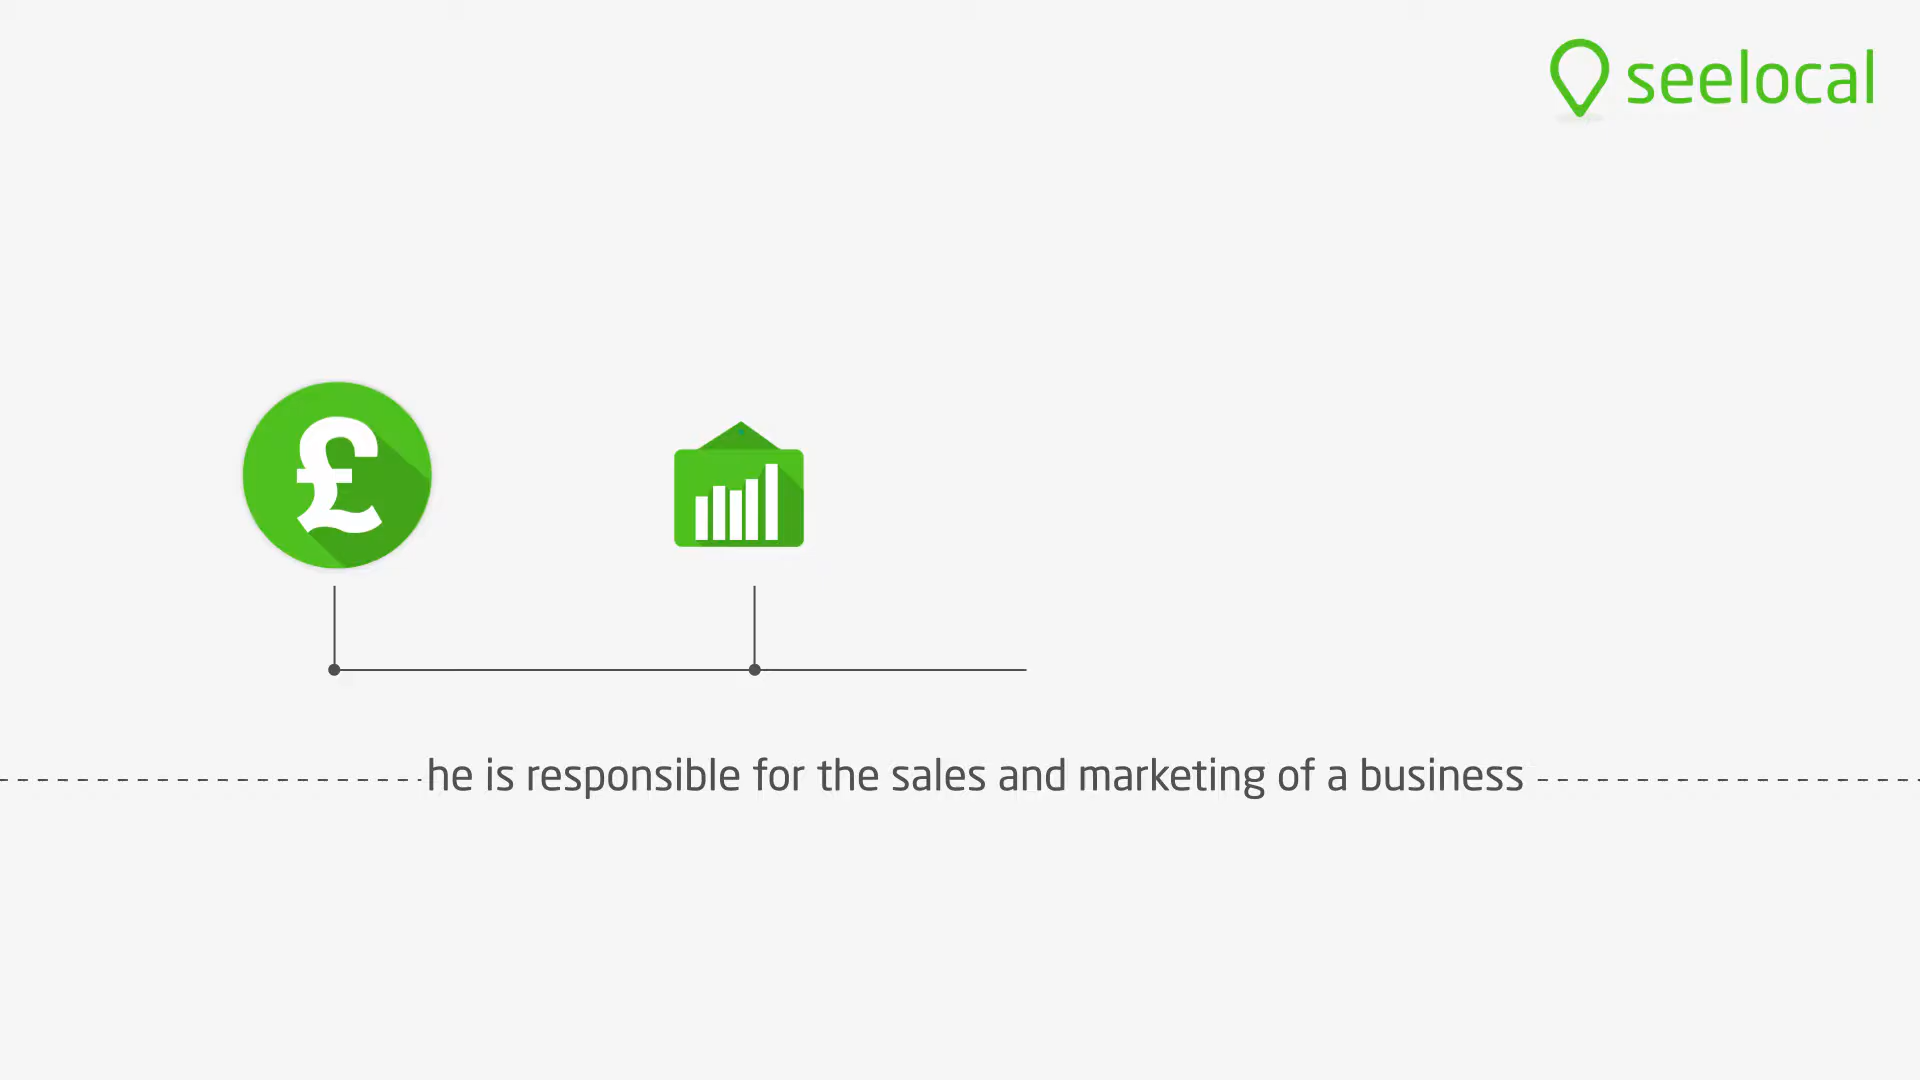 seelocal
£
he is responsible for the sales and marketing of a business